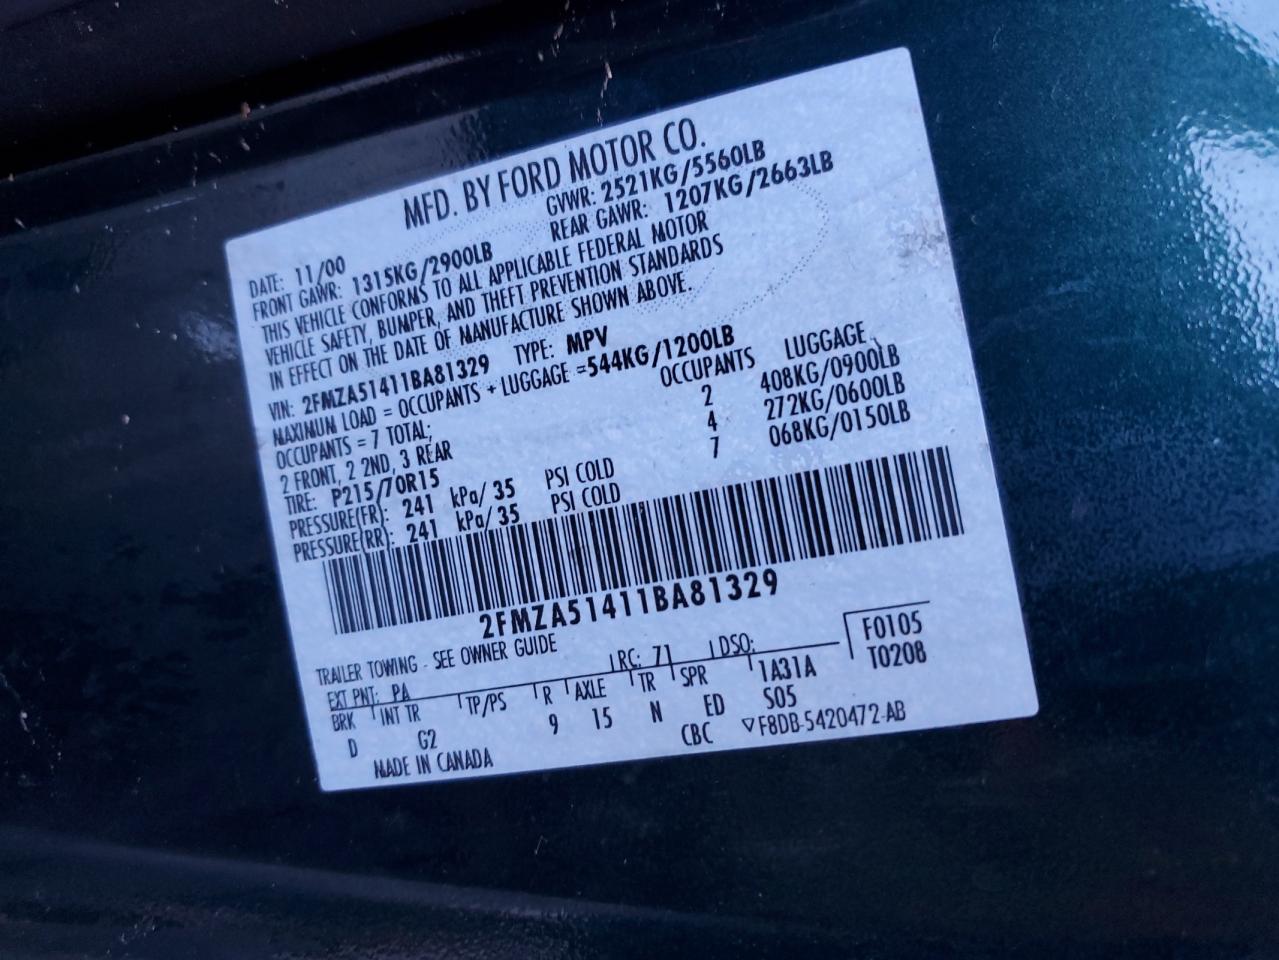 MFD. BY FORD MOTOR CO.
DATE: 11/00 GVWR: 2521KG/5560LB
FRONT GAWR: 1315KG/2900LB REAR GAWR: 1207KG/2663LB
THIS VEHICLE CONFORMS TO ALL APPLICABLE FEDERAL MOTOR
VEHICLE SAFETY, BUMPER, AND THEFT PREVENTION STANDARDS
IN EFFECT ON THE DATE OF MANUFACTURE SHOWN ABOVE.
VIN: 2FMZA51411BA81329 TYPE: MPV
MAXINUN LOAD = OCCUPANTS + LUGGAGE =544KG/1200LB
OCCUPANTS = 7 TOTAL; OCCUPANTS LUGGAGE
2 FRONT, 2 2ND, 3 REAR 2 408KG/0900LB
TIRE: P215/70R15 4 272KG/0600LB
PRESSURE(FR): 241 kPa/ 35 PSI COLD 7 068KG/0150LB
PRESSURE(RR): 241 kPa/ 35 PSI COLD
2FMZA51411BA81329
TRAILER TOWING - SEE OWNER GUIDE
EXT PNT: PA RC: 71 DSO: F0105
BRK INT TR TP/PS R AXLE TR SPR 1A31A T0208
D G2 9 15 N ED S05
MADE IN CANADA CBC ▽F8DB-5420472-AB